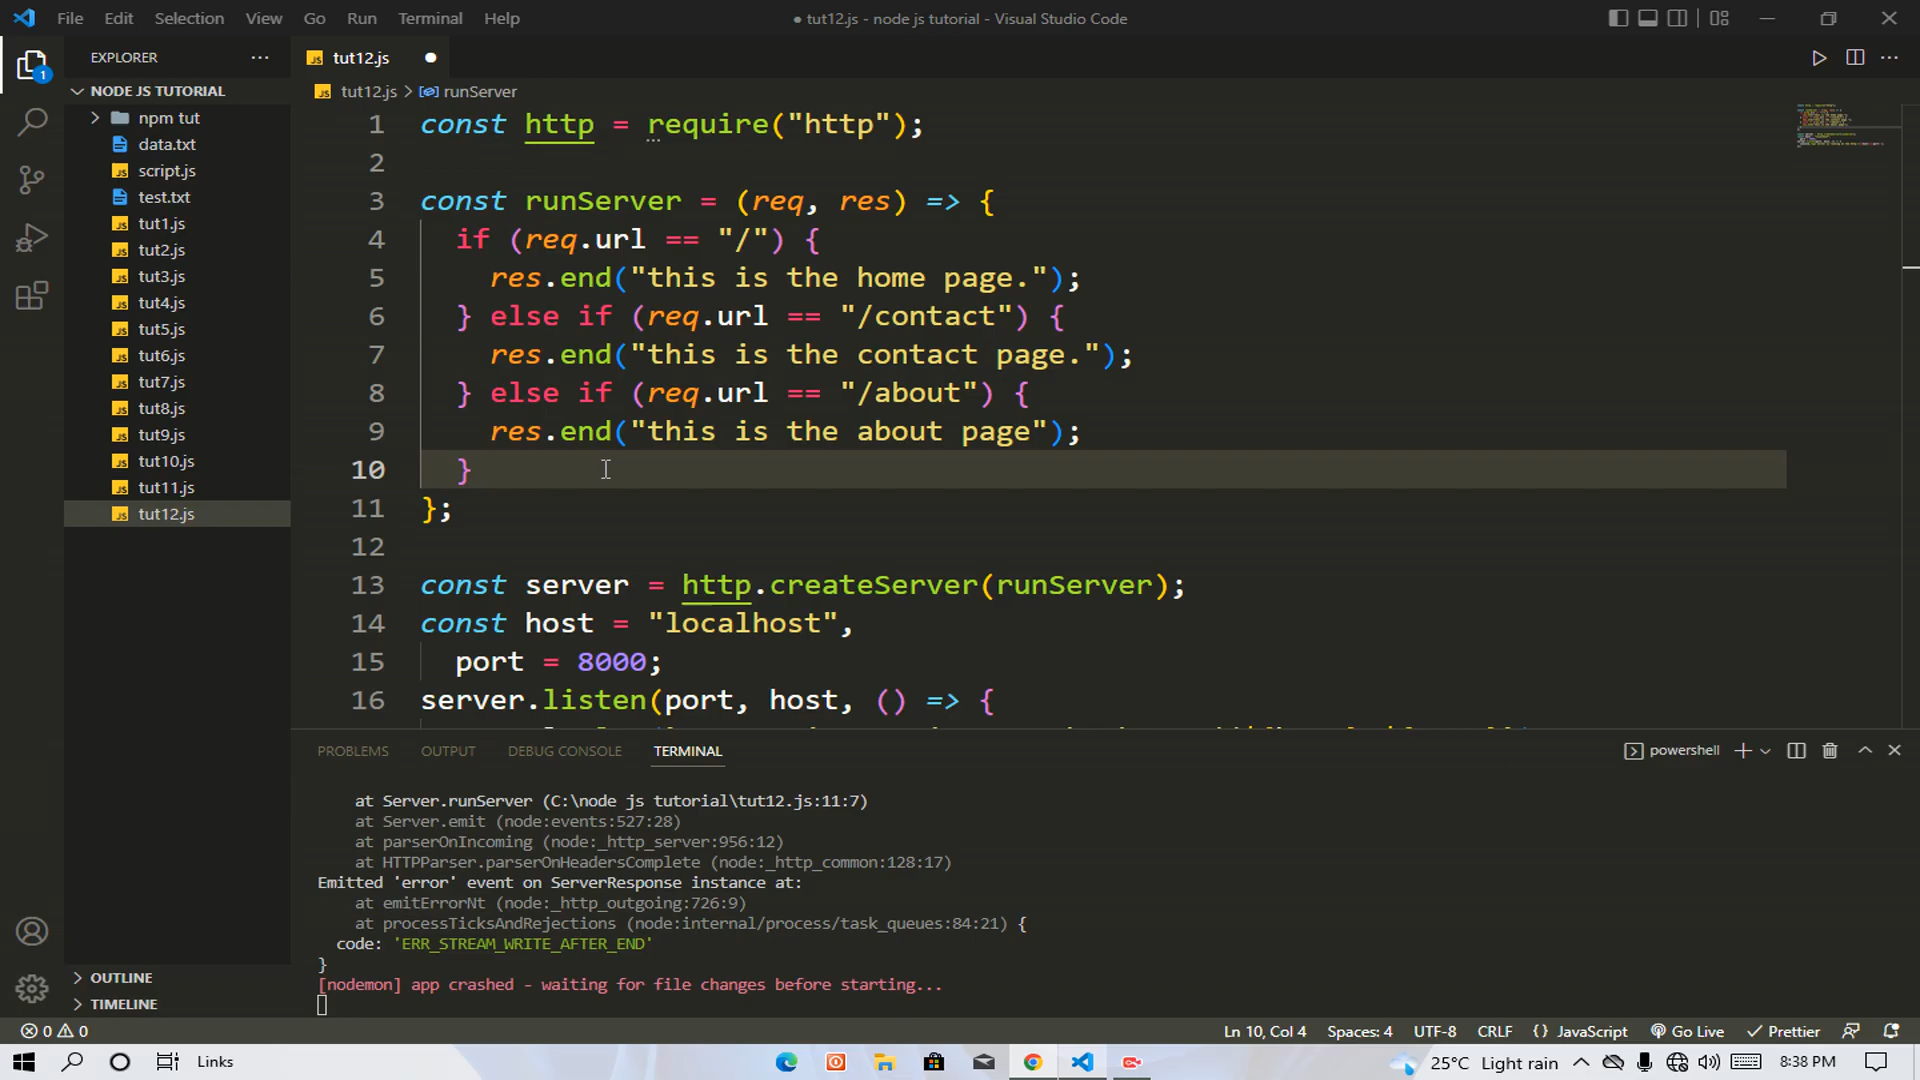 File Edit Selection View Go Run Terminal Help
● tut12.js - node js tutorial - Visual Studio Code
EXPLORER
tut12.js
NODE JS TUTORIAL
tut12.js > runServer
npm tut
data.txt
script.js
test.txt
tut1.js
tut2.js
tut3.js
tut4.js
tut5.js
tut6.js
tut7.js
tut8.js
tut9.js
tut10.js
tut11.js
tut12.js
OUTLINE
TIMELINE
1 const http = require("http");
2
3 const runServer = (req, res) => {
4 if (req.url == "/") {
5 res.end("this is the home page.");
6 } else if (req.url == "/contact") {
7 res.end("this is the contact page.");
8 } else if (req.url == "/about") {
9 res.end("this is the about page");
10 }
11 };
12
13 const server = http.createServer(runServer);
14 const host = "localhost",
15 port = 8000;
16 server.listen(port, host, () => {
PROBLEMS OUTPUT DEBUG CONSOLE TERMINAL
powershell
at Server.runServer (C:\node js tutorial\tut12.js:11:7)
at Server.emit (node:events:527:28)
at parserOnIncoming (node:_http_server:956:12)
at HTTPParser.parserOnHeadersComplete (node:_http_common:128:17)
Emitted 'error' event on ServerResponse instance at:
at emitErrorNt (node:_http_outgoing:726:9)
at processTicksAndRejections (node:internal/process/task_queues:84:21) {
code: 'ERR_STREAM_WRITE_AFTER_END'
}
[nodemon] app crashed - waiting for file changes before starting...
0 0
Ln 10, Col 4 Spaces: 4 UTF-8 CRLF {} JavaScript Go Live Prettier
Links
25°C Light rain 8:38 PM